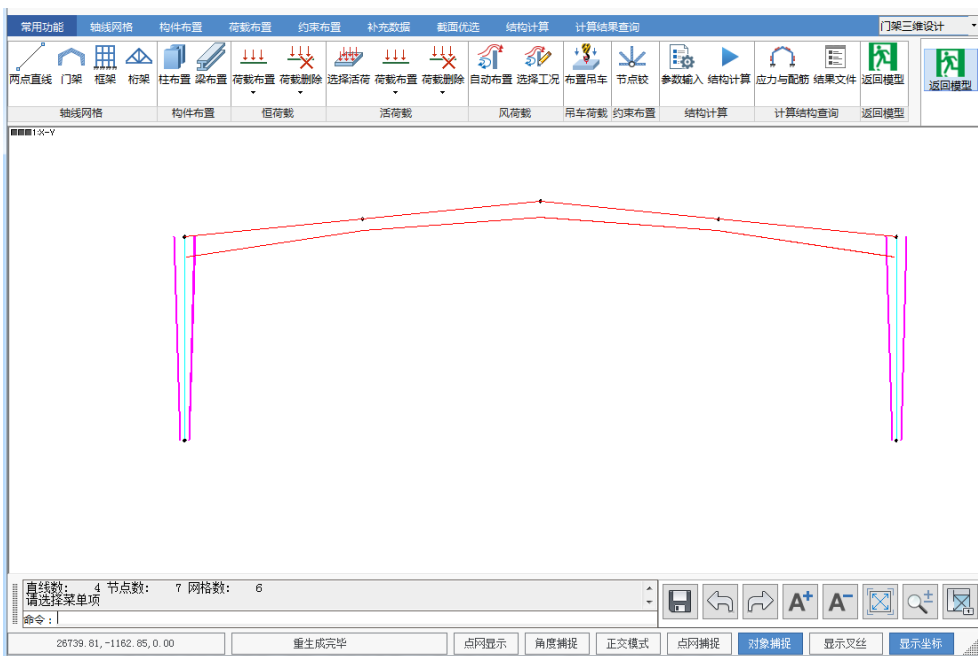 常用功能 轴线网格 构件布置 荷载布置 约束布置 补充数据 截面优选 结构计算 计算结果查询 门架三维设计
两点直线 门架 框架 桁架 柱布置 梁布置 荷载布置 荷载删除 选择活荷 荷载布置 荷载删除 自动布置 选择工况 布置吊车 节点铰 参数输入 结构计算 应力与配筋 结果文件 返回模型 返回模型
轴线网格 构件布置 恒荷载 活荷载 风荷载 吊车荷载 约束布置 结构计算 计算结构查询 返回模型
1:X-Y
直线数: 4 节点数: 7 网格数: 6
请选择菜单项
命令:
A+ A-
26739.81,-1162.85,0.00 重生成完毕 点网显示 角度捕捉 正交模式 点网捕捉 对象捕捉 显示叉丝 显示坐标